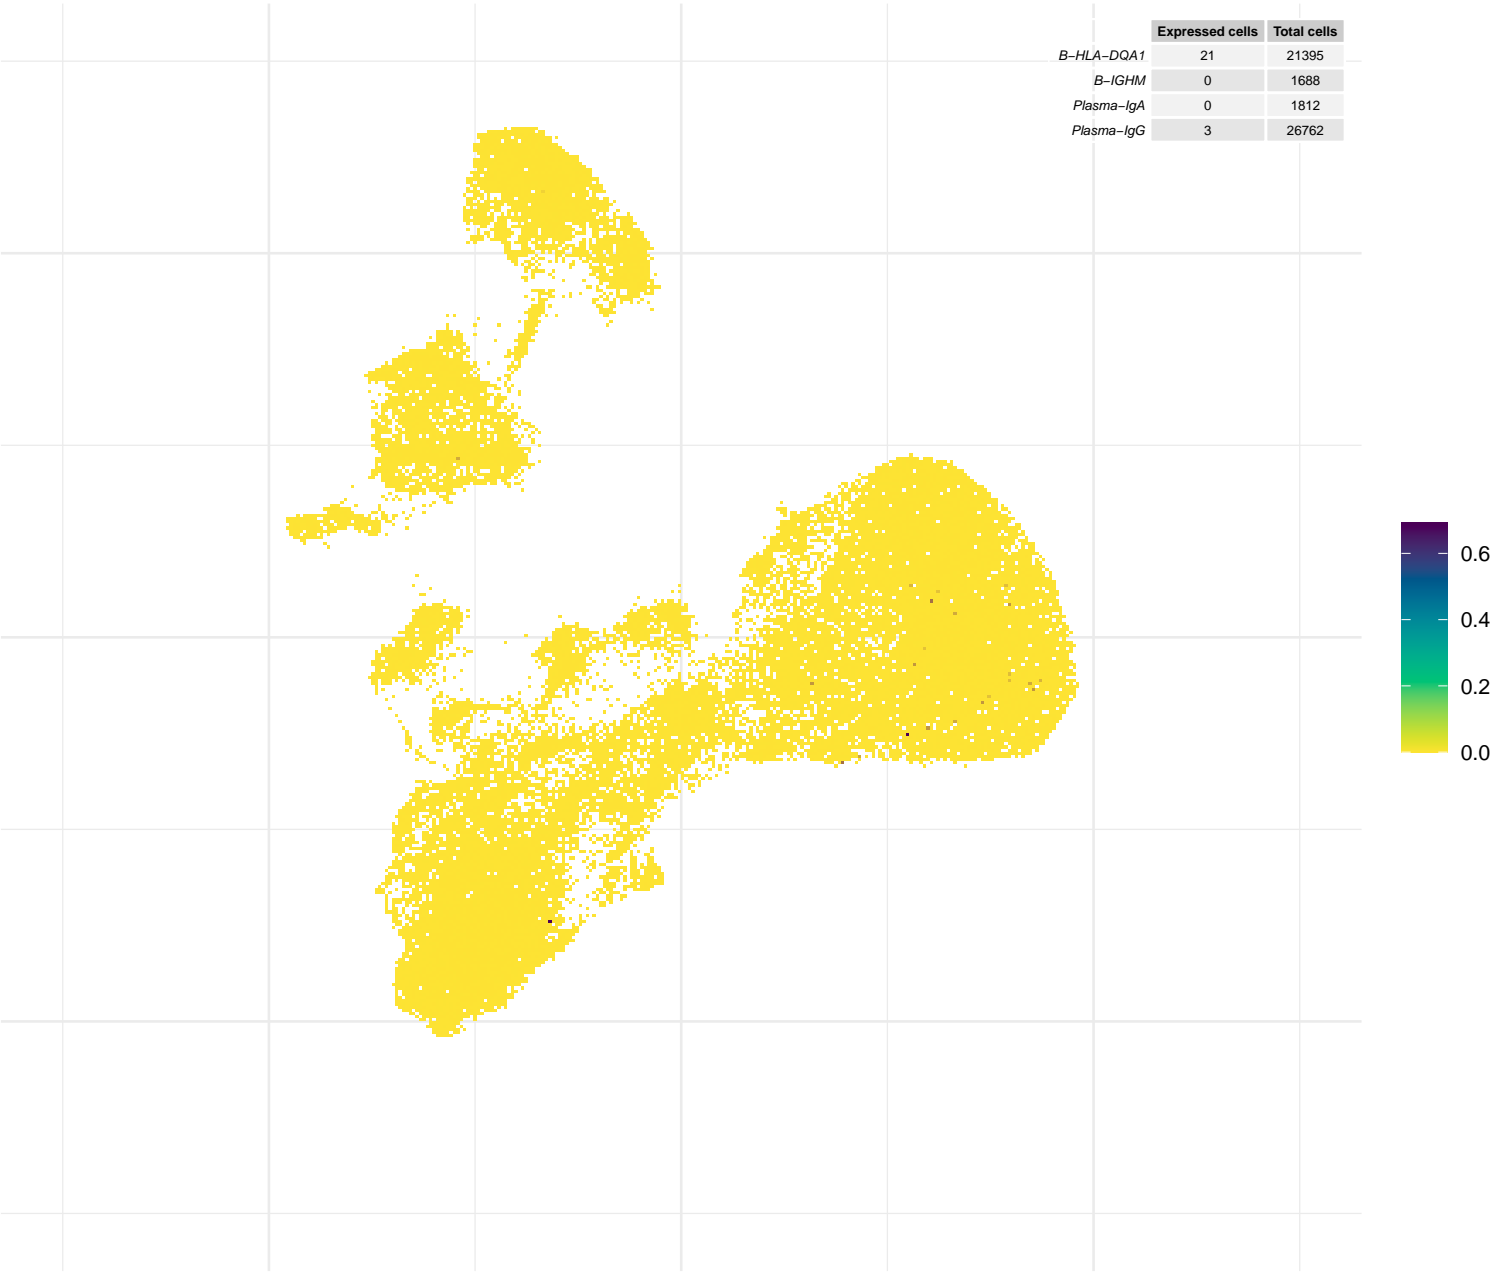 Expressed cells Total cells
B−HLA−DQA1 21 21395
B−IGHM 0 1688
Plasma−IgA 0 1812
Plasma−IgG 3 26762
0.6
0.4
0.2
0.0